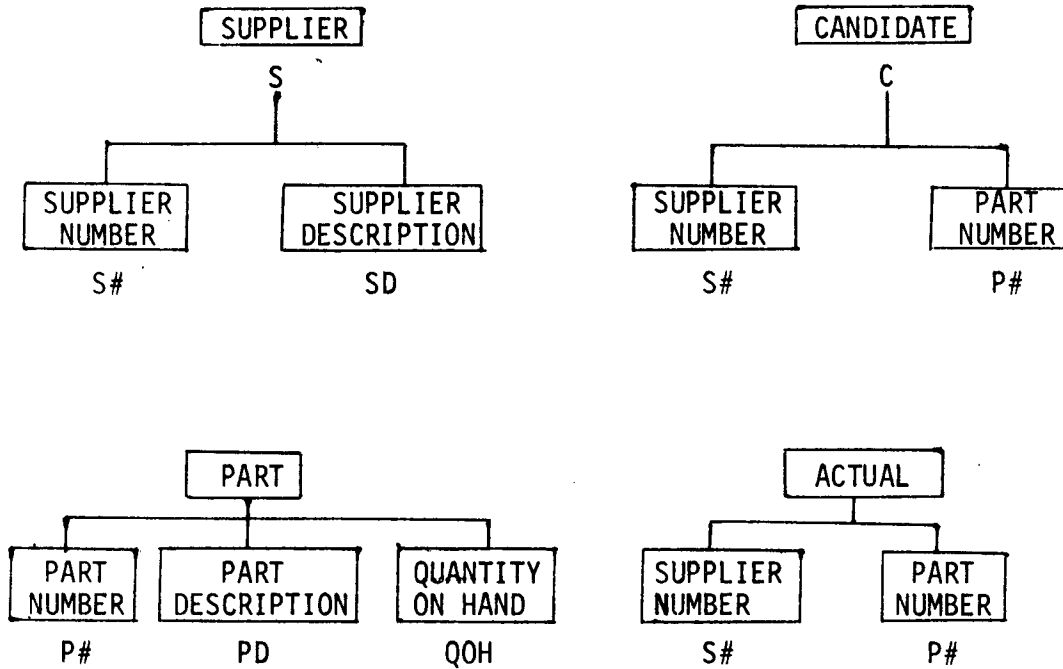 SUPPLIER
S
SUPPLIER
NUMBER
S#
SUPPLIER
DESCRIPTION
SD
CANDIDATE
C
SUPPLIER
NUMBER
S#
PART
NUMBER
P#
PART
PART
NUMBER
P#
PART
DESCRIPTION
PD
QUANTITY
ON HAND
QOH
ACTUAL
SUPPLIER
NUMBER
S#
PART
NUMBER
P#